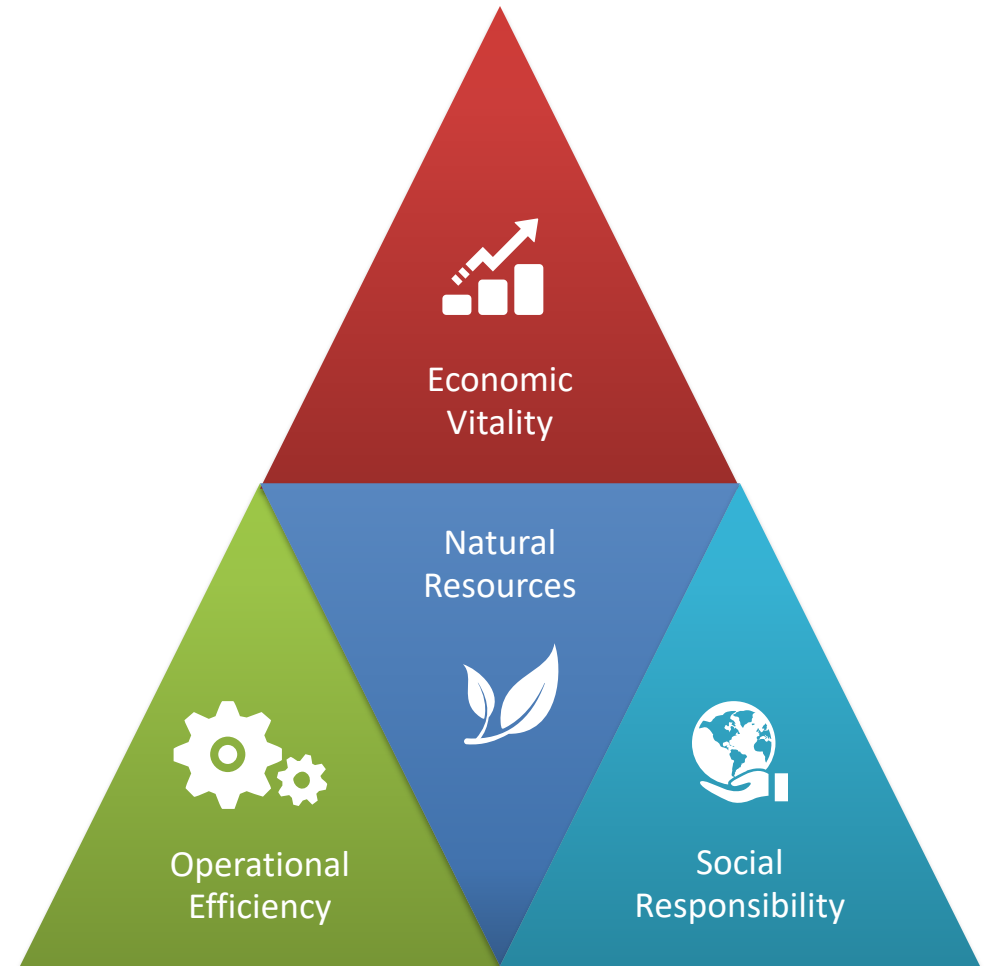 Economic
Vitality
Natural
Resources
Operational
Efficiency
Social
Responsibility